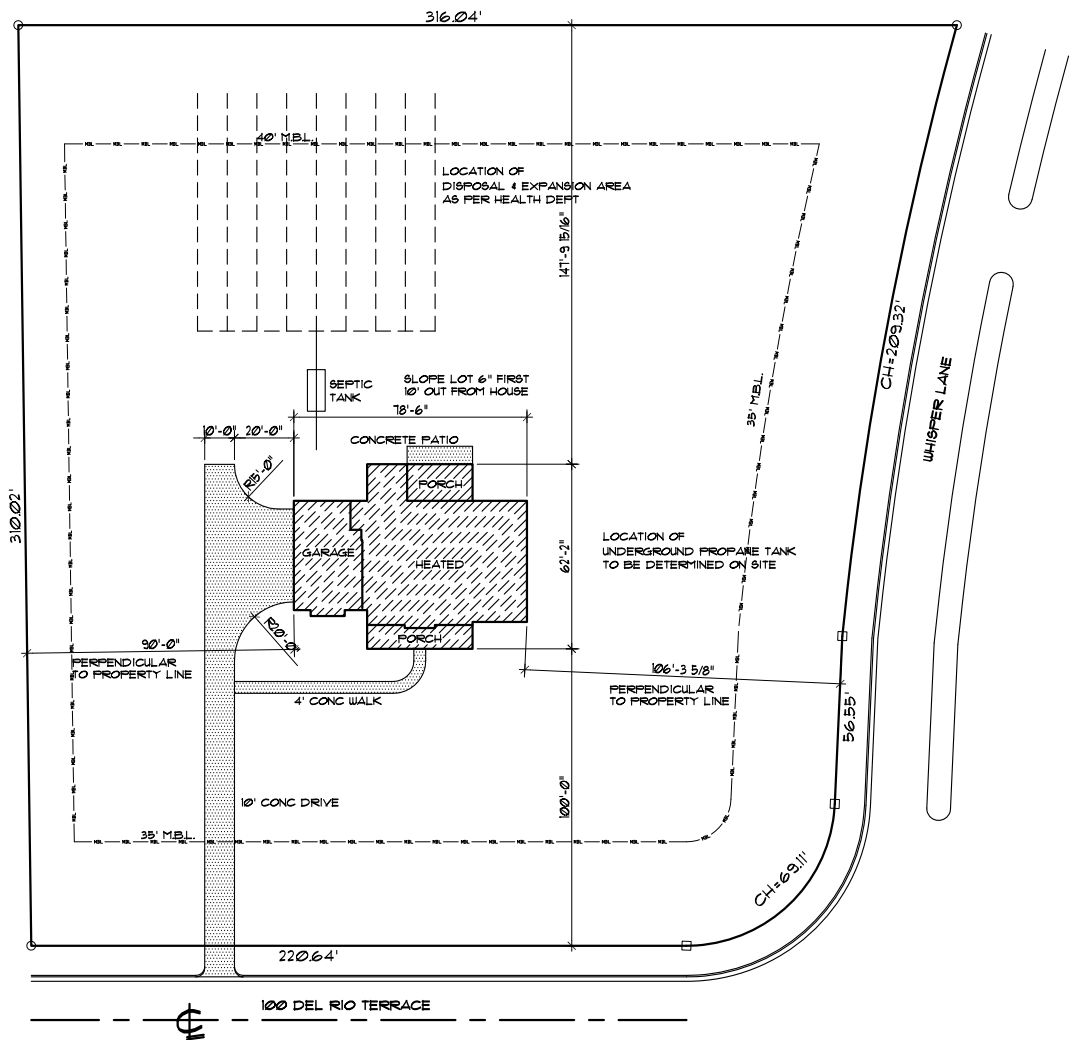 316.04'
40' M.B.L.
LOCATION OF
DISPOSAL & EXPANSION AREA
AS PER HEALTH DEPT
147'-9 15/16"
CH=209.32'
WHISPER LANE
35' M.B.L.
SEPTIC
TANK
SLOPE LOT 6" FIRST
10' OUT FROM HOUSE
78'-6"
0'-0"
20'-0"
CONCRETE PATIO
R15'-0"
PORCH
310.02'
GARAGE
HEATED
62'-2"
LOCATION OF
UNDERGROUND PROPANE TANK
TO BE DETERMINED ON SITE
R20'-0"
PORCH
90'-0"
PERPENDICULAR
TO PROPERTY LINE
106'-3 5/8"
PERPENDICULAR
TO PROPERTY LINE
4' CONC WALK
56.55'
10' CONC DRIVE
100'-0"
35' M.B.L.
CH=69.11'
220.64'
100 DEL RIO TERRACE